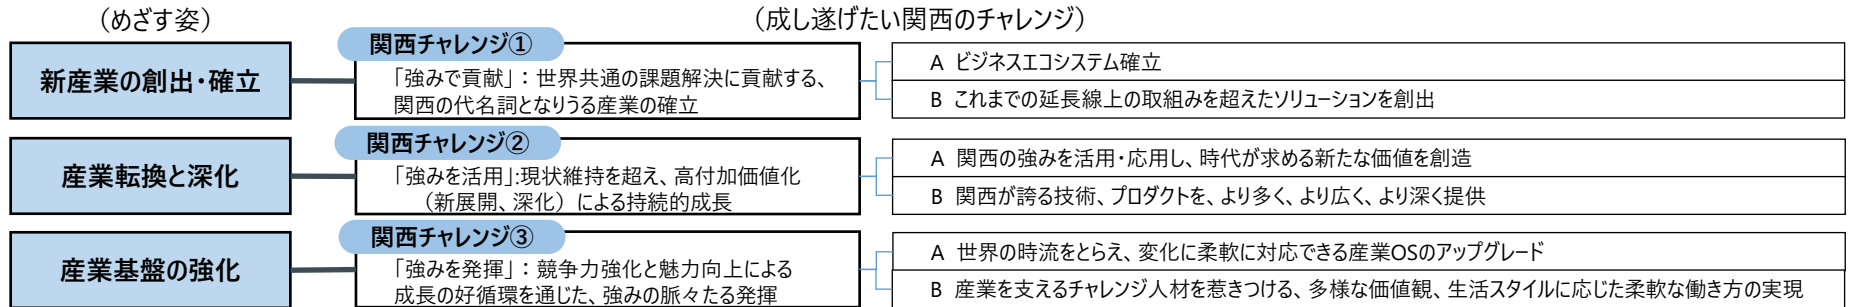 （めざす姿）
（成し遂げたい関西のチャレンジ）
新産業の創出・確立
関西チャレンジ①
「強みで貢献」：世界共通の課題解決に貢献する、
関西の代名詞となりうる産業の確立
A ビジネスエコシステム確立
B これまでの延長線上の取組みを超えたソリューションを創出
産業転換と深化
関西チャレンジ②
「強みを活用」:現状維持を超え、高付加価値化
（新展開、深化）による持続的成長
A 関西の強みを活用・応用し、時代が求める新たな価値を創造
B 関西が誇る技術、プロダクトを、より多く、より広く、より深く提供
産業基盤の強化
関西チャレンジ③
「強みを発揮」：競争力強化と魅力向上による
成長の好循環を通じた、強みの脈々たる発揮
A 世界の時流をとらえ、変化に柔軟に対応できる産業OSのアップグレード
B 産業を支えるチャレンジ人材を惹きつける、多様な価値観、生活スタイルに応じた柔軟な働き方の実現